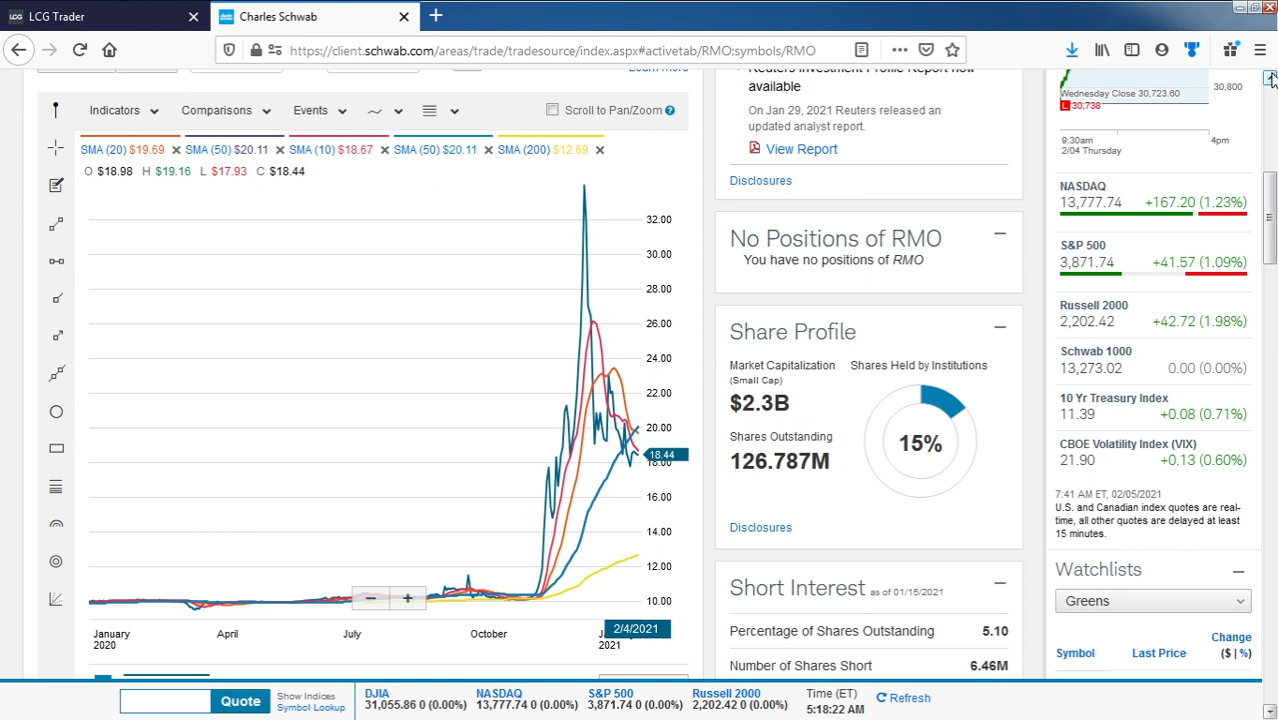 LCG Trader
Charles Schwab
https://client.schwab.com/areas/trade/tradesource/index.aspx#activetab/RMO;symbols/RMO
Indicators
Comparisons
Events
Scroll to Pan/Zoom
SMA (20) $19.69 SMA (50) $20.11 SMA (10) $18.67 SMA (50) $20.11 SMA (200) $12.69
O $18.98 H $19.16 L $17.93 C $18.44
32.00
30.00
28.00
26.00
24.00
22.00
20.00
18.44
18.00
16.00
14.00
12.00
10.00
January
2020
April
July
October
2021
2/4/2021
available
On Jan 29, 2021 Reuters released an
updated analyst report.
View Report
Disclosures
No Positions of RMO
You have no positions of RMO
Share Profile
Market Capitalization
(Small Cap)
$2.3B
Shares Outstanding
126.787M
Shares Held by Institutions
15%
Disclosures
Short Interest as of 01/15/2021
Percentage of Shares Outstanding 5.10
Number of Shares Short 6.46M
30,800
Wednesday Close 30,723.60
L 30,738
9:30am
2/04 Thursday
4pm
NASDAQ
13,777.74 +167.20 (1.23%)
S&P 500
3,871.74 +41.57 (1.09%)
Russell 2000
2,202.42 +42.72 (1.98%)
Schwab 1000
13,273.02 0.00 (0.00%)
10 Yr Treasury Index
11.39 +0.08 (0.71%)
CBOE Volatility Index (VIX)
21.90 +0.13 (0.60%)
7:41 AM ET, 02/05/2021
U.S. and Canadian index quotes are real-
time, all other quotes are delayed at least
15 minutes.
Watchlists
Greens
Symbol
Last Price
Change
($ | %)
Quote
Show Indices
Symbol Lookup
DJIA
31,055.86 0 (0.00%)
NASDAQ
13,777.74 0 (0.00%)
S&P 500
3,871.74 0 (0.00%)
Russell 2000
2,202.42 0 (0.00%)
Time (ET)
5:18:22 AM
Refresh